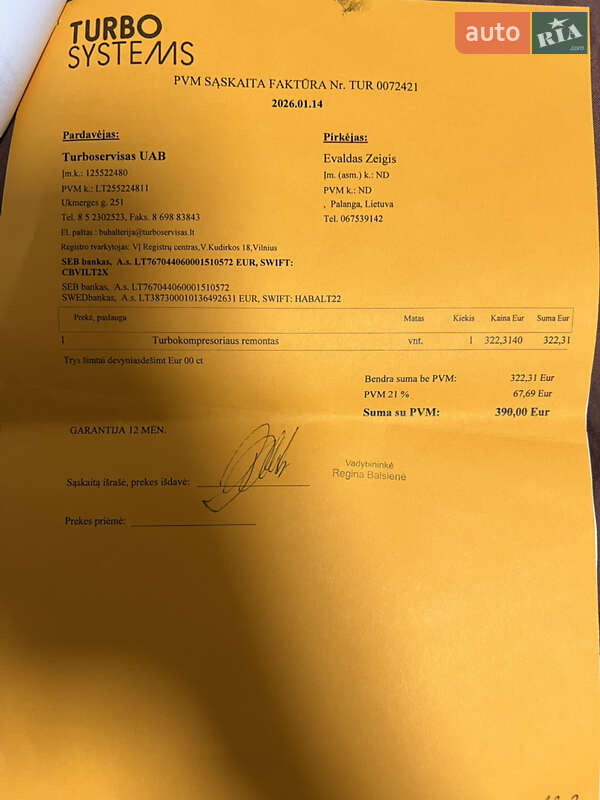 TURBO
SYSTEMS
auto RIA .com
PVM SĄSKAITA FAKTŪRA Nr. TUR 0072421
2026.01.14
Pardavėjas:
Turboservisas UAB
Įm.k.: 125522480
PVM k.: LT255224811
Ukmerges g. 251
Tel. 8 5 2302523, Faks. 8 698 83843
El. paštas : buhalterija@turboservisas.lt
Registro tvarkytojas: VĮ Registrų centras,V.Kudirkos 18,Vilnius
SEB bankas, A.s. LT767044060001510572 EUR, SWIFT:
CBVILT2X
SEB bankas, A.s. LT767044060001510572
SWEDbankas, A.s. LT387300010136492631 EUR, SWIFT: HABALT22
Pirkėjas:
Evaldas Zeigis
Įm. (asm.) k.: ND
PVM k.: ND
, Palanga, Lietuva
Tel. 067539142
Prekė, paslauga Matas Kiekis Kaina Eur Suma Eur
1 Turbokompresoriaus remontas vnt. 1 322,3140 322,31
Trys šimtai devyniasdešimt Eur 00 ct
Bendra suma be PVM: 322,31 Eur
PVM 21 % 67,69 Eur
Suma su PVM: 390,00 Eur
GARANTIJA 12 MĖN.
Sąskaitą išrašė, prekes išdavė:
Vadybininkė
Regina Balsienė
Prekes priėmė: